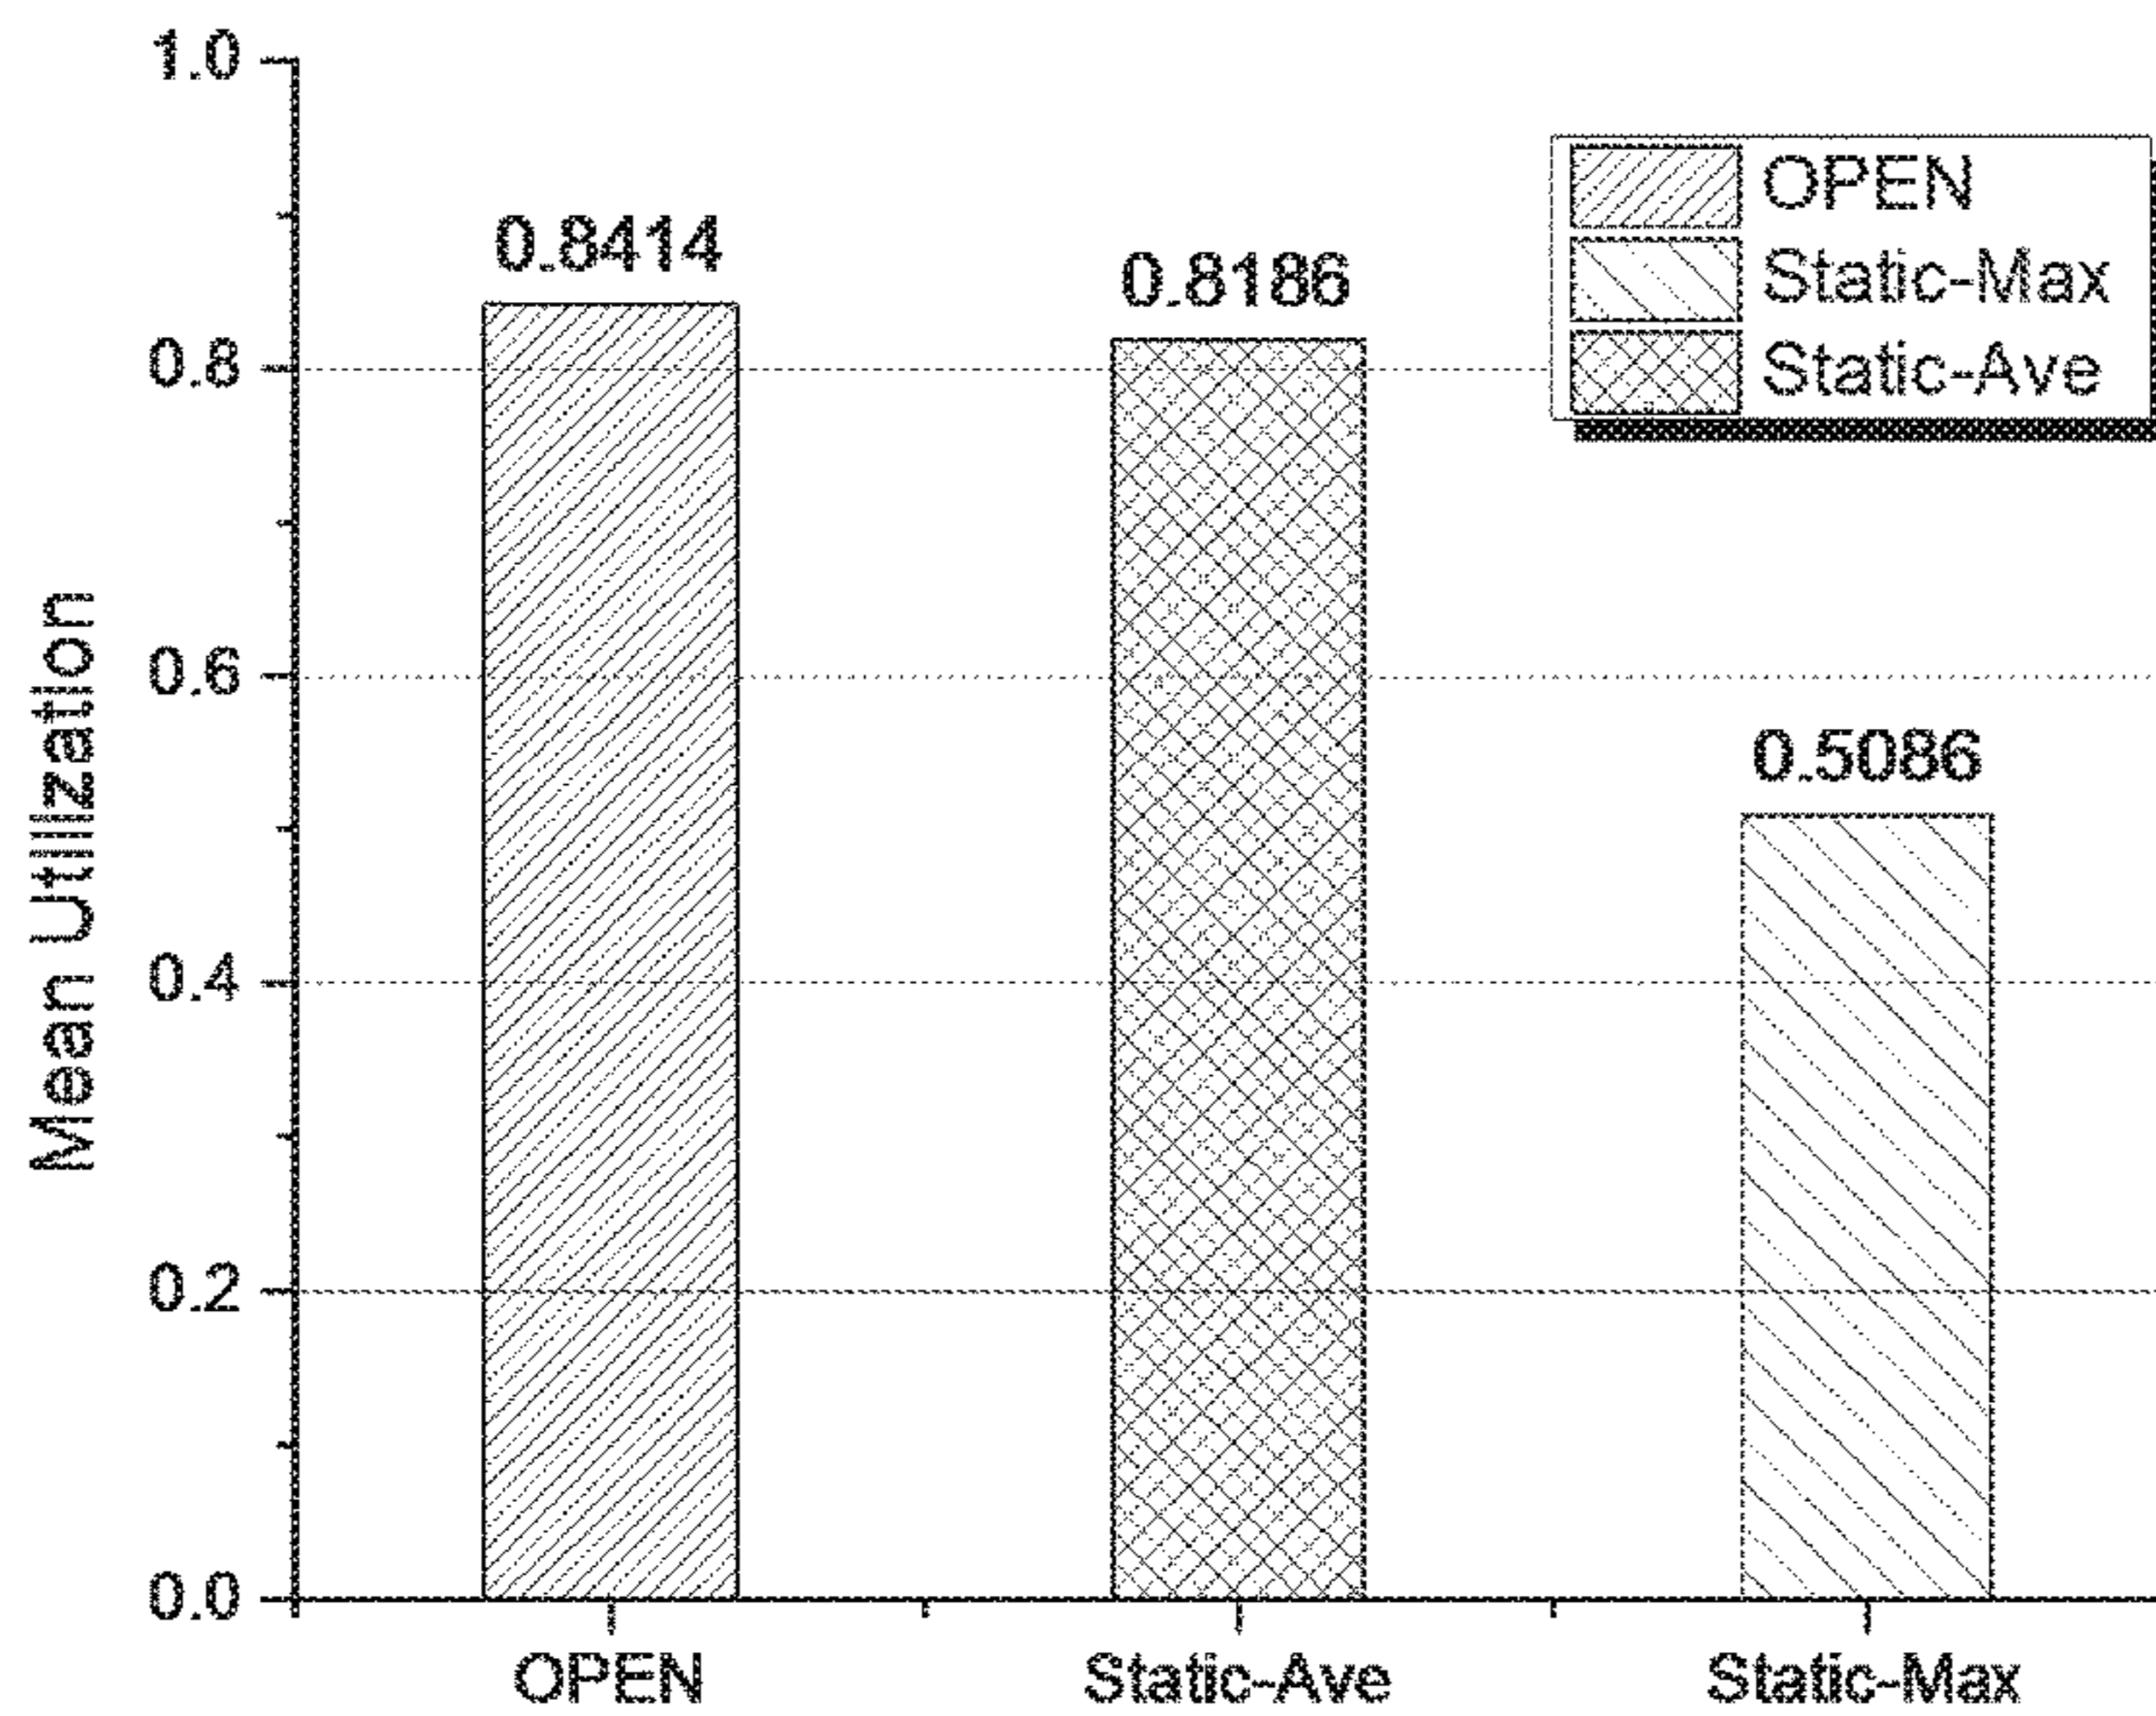 Mean Utilization
1.0
0.8
0.6
0.4
0.2
0.0
0.8414
0.8186
0.5086
OPEN
Static-Max
Static-Ave
OPEN
Static-Ave
Static-Max